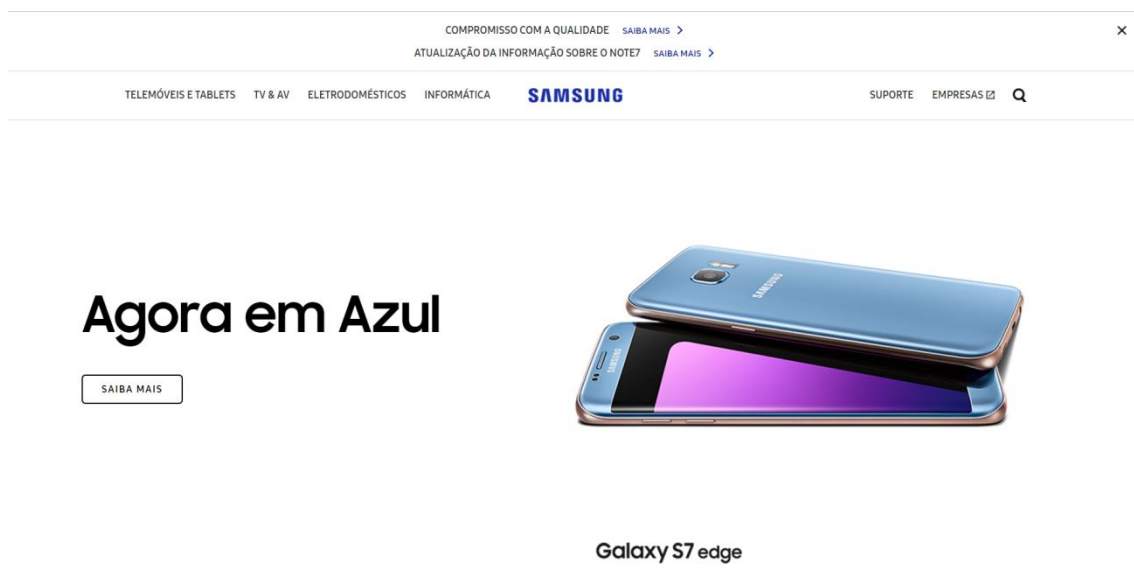 COMPROMISSO COM A QUALIDADE SAIBA MAIS
ATUALIZAÇÃO DA INFORMAÇÃO SOBRE O NOTE7 SAIBA MAIS
TELEMÓVEIS E TABLETS TV & AV ELETRODOMÉSTICOS INFORMÁTICA SAMSUNG SUPORTE EMPRESAS
Agora em Azul
SAIBA MAIS
SAMSUNG
SAMSUNG
Galaxy S7 edge